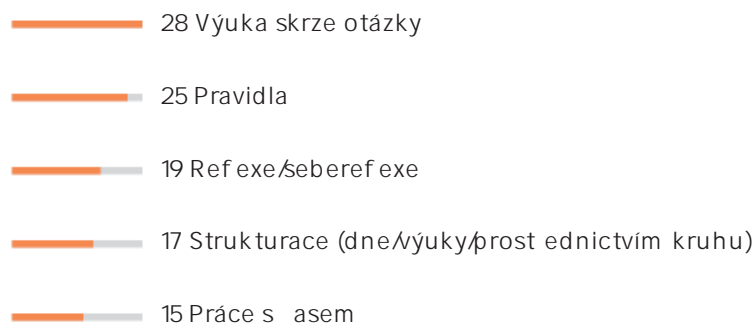 28 Výuka skrze otázky
25 Pravidla
19 Ref exe/seberef exe
17 Strukturace (dne/výuky/prost ednictvím kruhu)
15 Práce s asem